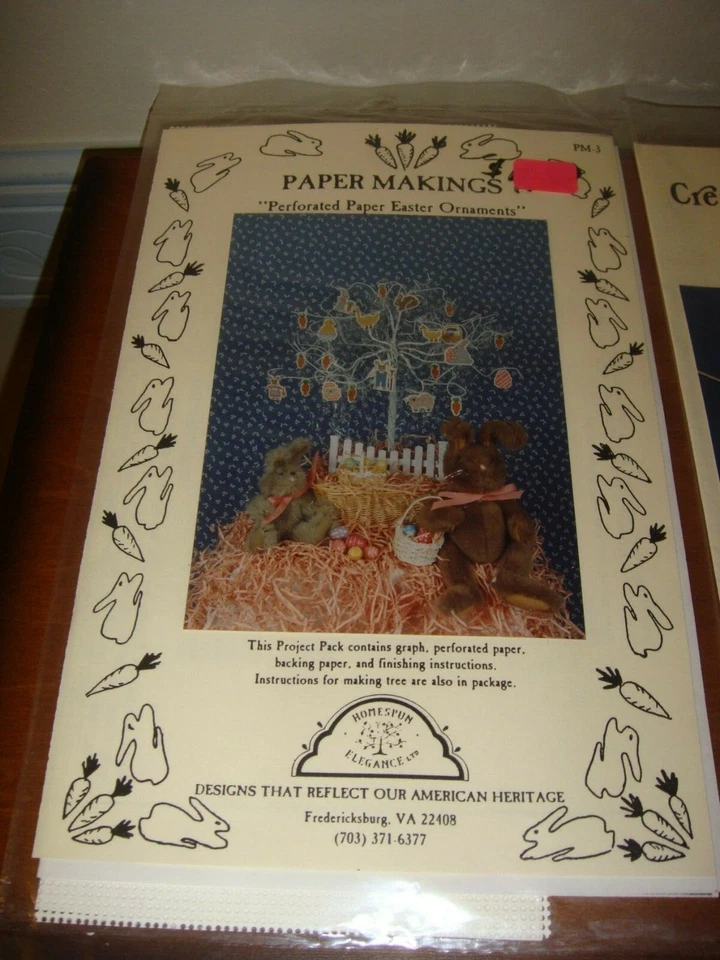 PM-3
PAPER MAKINGS
"Perforated Paper Easter Ornaments"
This Project Pack contains graph, perforated paper,
backing paper, and finishing instructions.
Instructions for making tree are also in package.
HOMESPUN
ELEGANCE LTD
DESIGNS THAT REFLECT OUR AMERICAN HERITAGE
Fredericksburg, VA 22408
(703) 371-6377
Cre